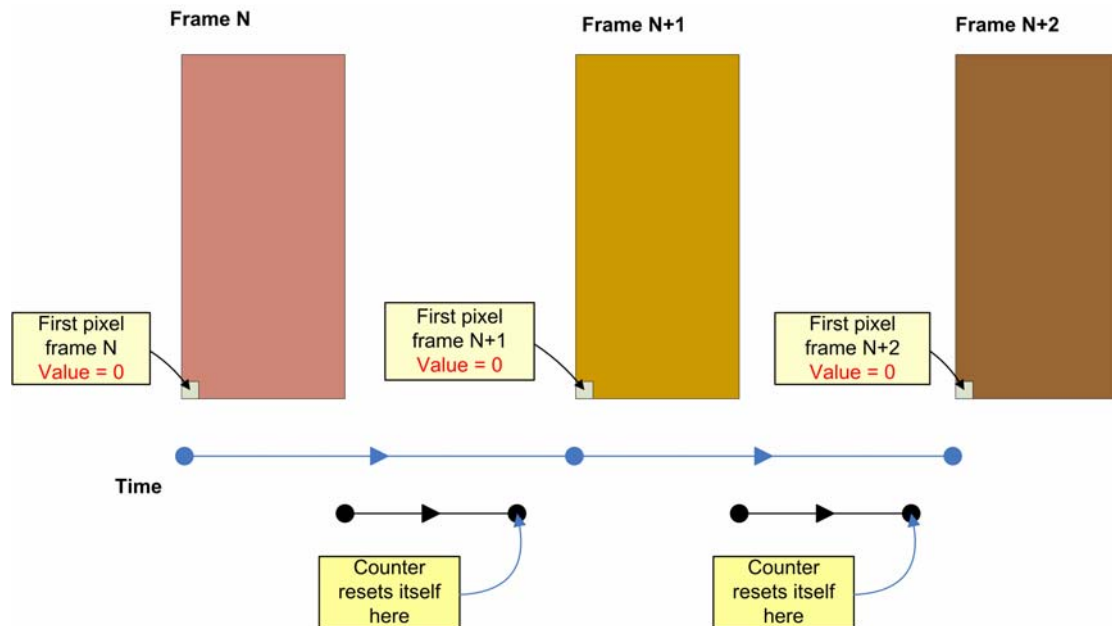 Frame N
Frame N+1
Frame N+2
First pixel
frame N
Value = 0
First pixel
frame N+1
Value = 0
First pixel
frame N+2
Value = 0
Time
Counter
resets itself
here
Counter
resets itself
here